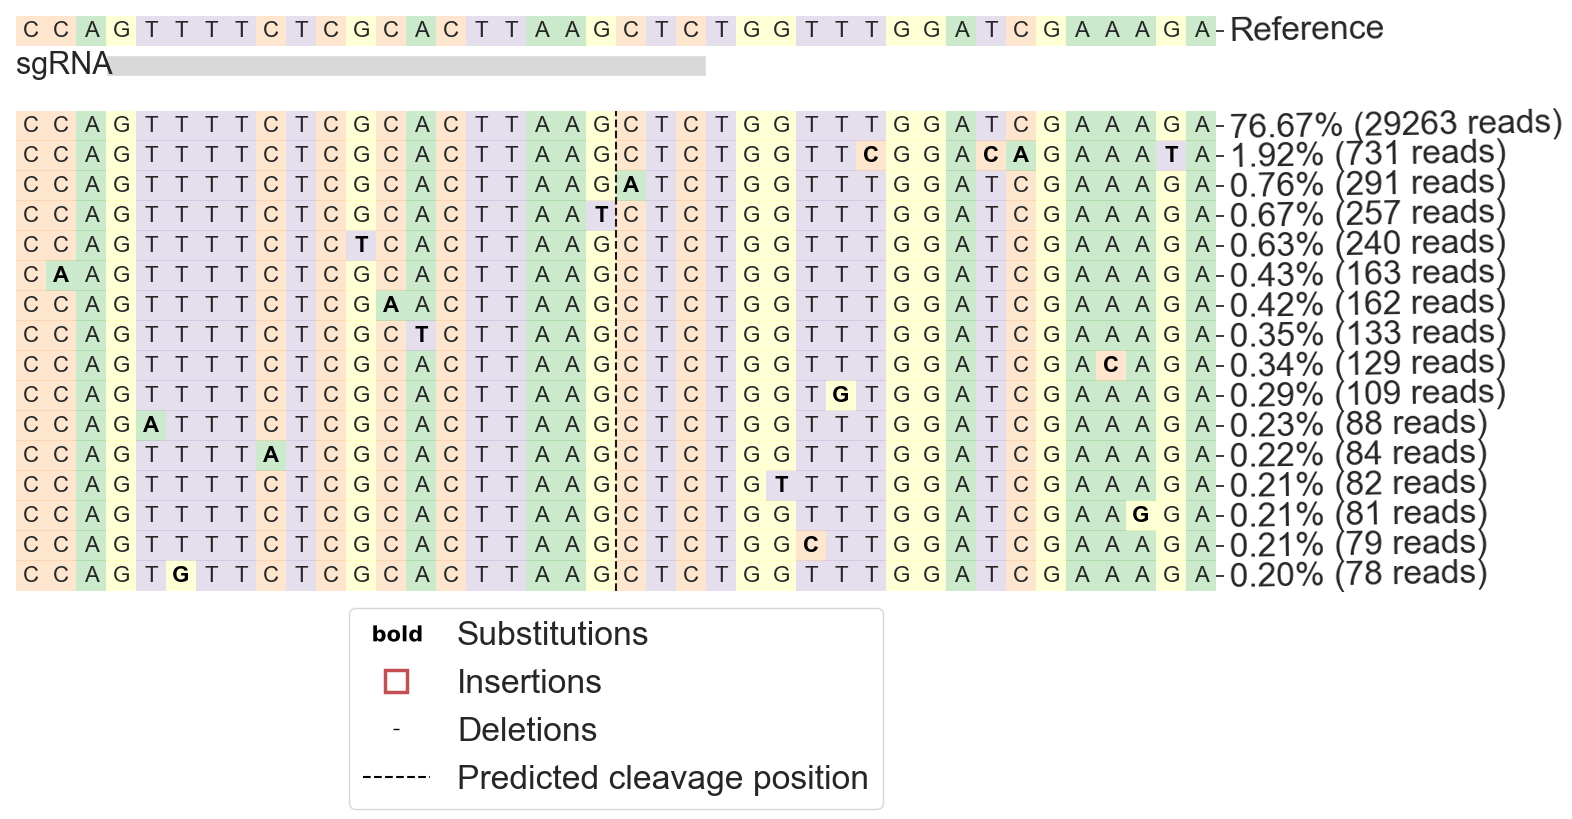 C C A G T T T T C T C G C A C T T A A G C T C T G G T T T G G A T C G A A A G A Reference
sgRNA
C C A G T T T T C T C G C A C T T A A G C T C T G G T T T G G A T C G A A A G A 76.67% (29263 reads)
C C A G T T T T C T C G C A C T T A A G C T C T G G T T C G G A C A G A A A T A 1.92% (731 reads)
C C A G T T T T C T C G C A C T T A A G A T C T G G T T T G G A T C G A A A G A 0.76% (291 reads)
C C A G T T T T C T C G C A C T T A A T C T C T G G T T T G G A T C G A A A G A 0.67% (257 reads)
C C A G T T T T C T C T C A C T T A A G C T C T G G T T T G G A T C G A A A G A 0.63% (240 reads)
C A A G T T T T C T C G C A C T T A A G C T C T G G T T T G G A T C G A A A G A 0.43% (163 reads)
C C A G T T T T C T C G A A C T T A A G C T C T G G T T T G G A T C G A A A G A 0.42% (162 reads)
C C A G T T T T C T C G C T C T T A A G C T C T G G T T T G G A T C G A A A G A 0.35% (133 reads)
C C A G T T T T C T C G C A C T T A A G C T C T G G T T T G G A T C G A C A G A 0.34% (129 reads)
C C A G T T T T C T C G C A C T T A A G C T C T G G T G T G G A T C G A A A G A 0.29% (109 reads)
C C A G A T T T C T C G C A C T T A A G C T C T G G T T T G G A T C G A A A G A 0.23% (88 reads)
C C A G T T T T A T C G C A C T T A A G C T C T G G T T T G G A T C G A A A G A 0.22% (84 reads)
C C A G T T T T C T C G C A C T T A A G C T C T G T T T T G G A T C G A A A G A 0.21% (82 reads)
C C A G T T T T C T C G C A C T T A A G C T C T G G T T T G G A T C G A A G G A 0.21% (81 reads)
C C A G T T T T C T C G C A C T T A A G C T C T G G C T T G G A T C G A A A G A 0.21% (79 reads)
C C A G T G T T C T C G C A C T T A A G C T C T G G T T T G G A T C G A A A G A 0.20% (78 reads)
bold Substitutions
Insertions
- Deletions
Predicted cleavage position